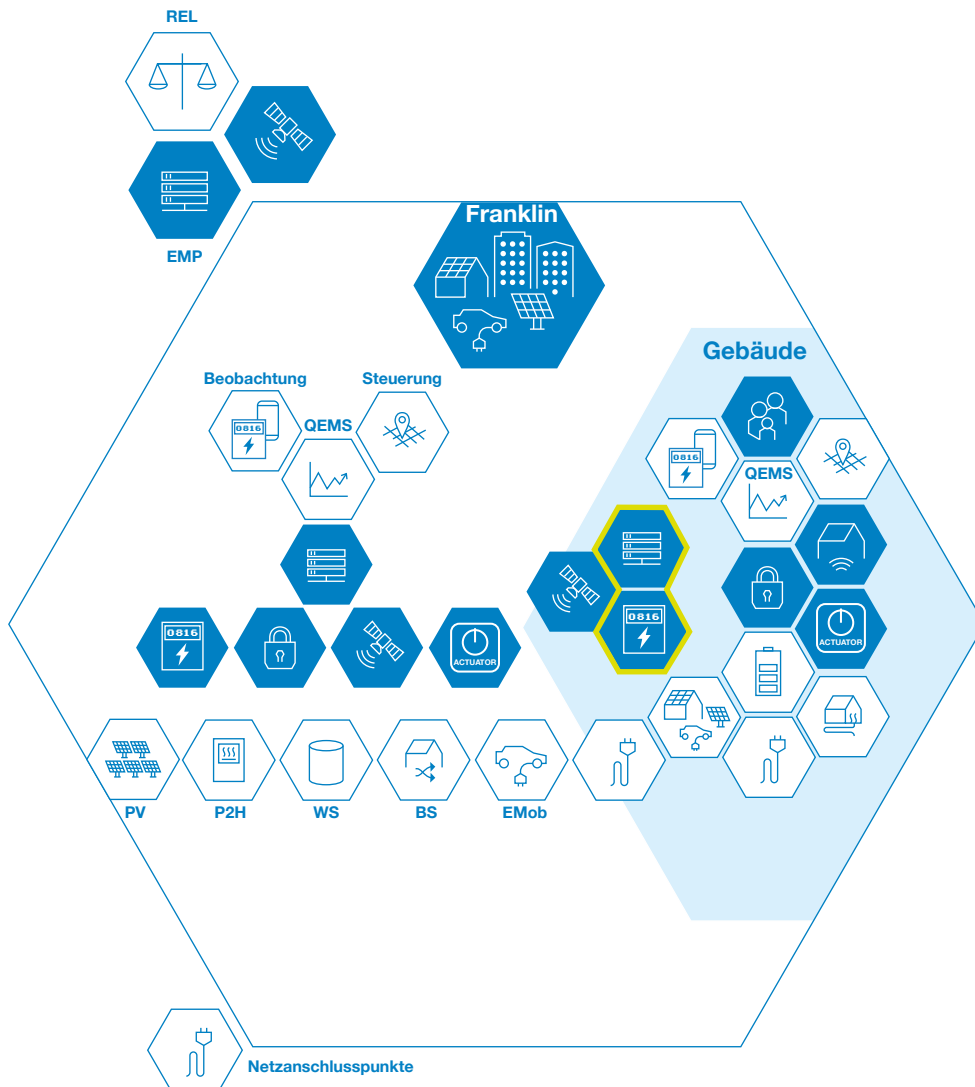 REL
EMP
Franklin
Gebäude
Beobachtung
Steuerung
QEMS
0816
0816
QEMS
0816
0816
ACTUATOR
ACTUATOR
PV
P2H
WS
BS
EMob
Netzanschlusspunkte